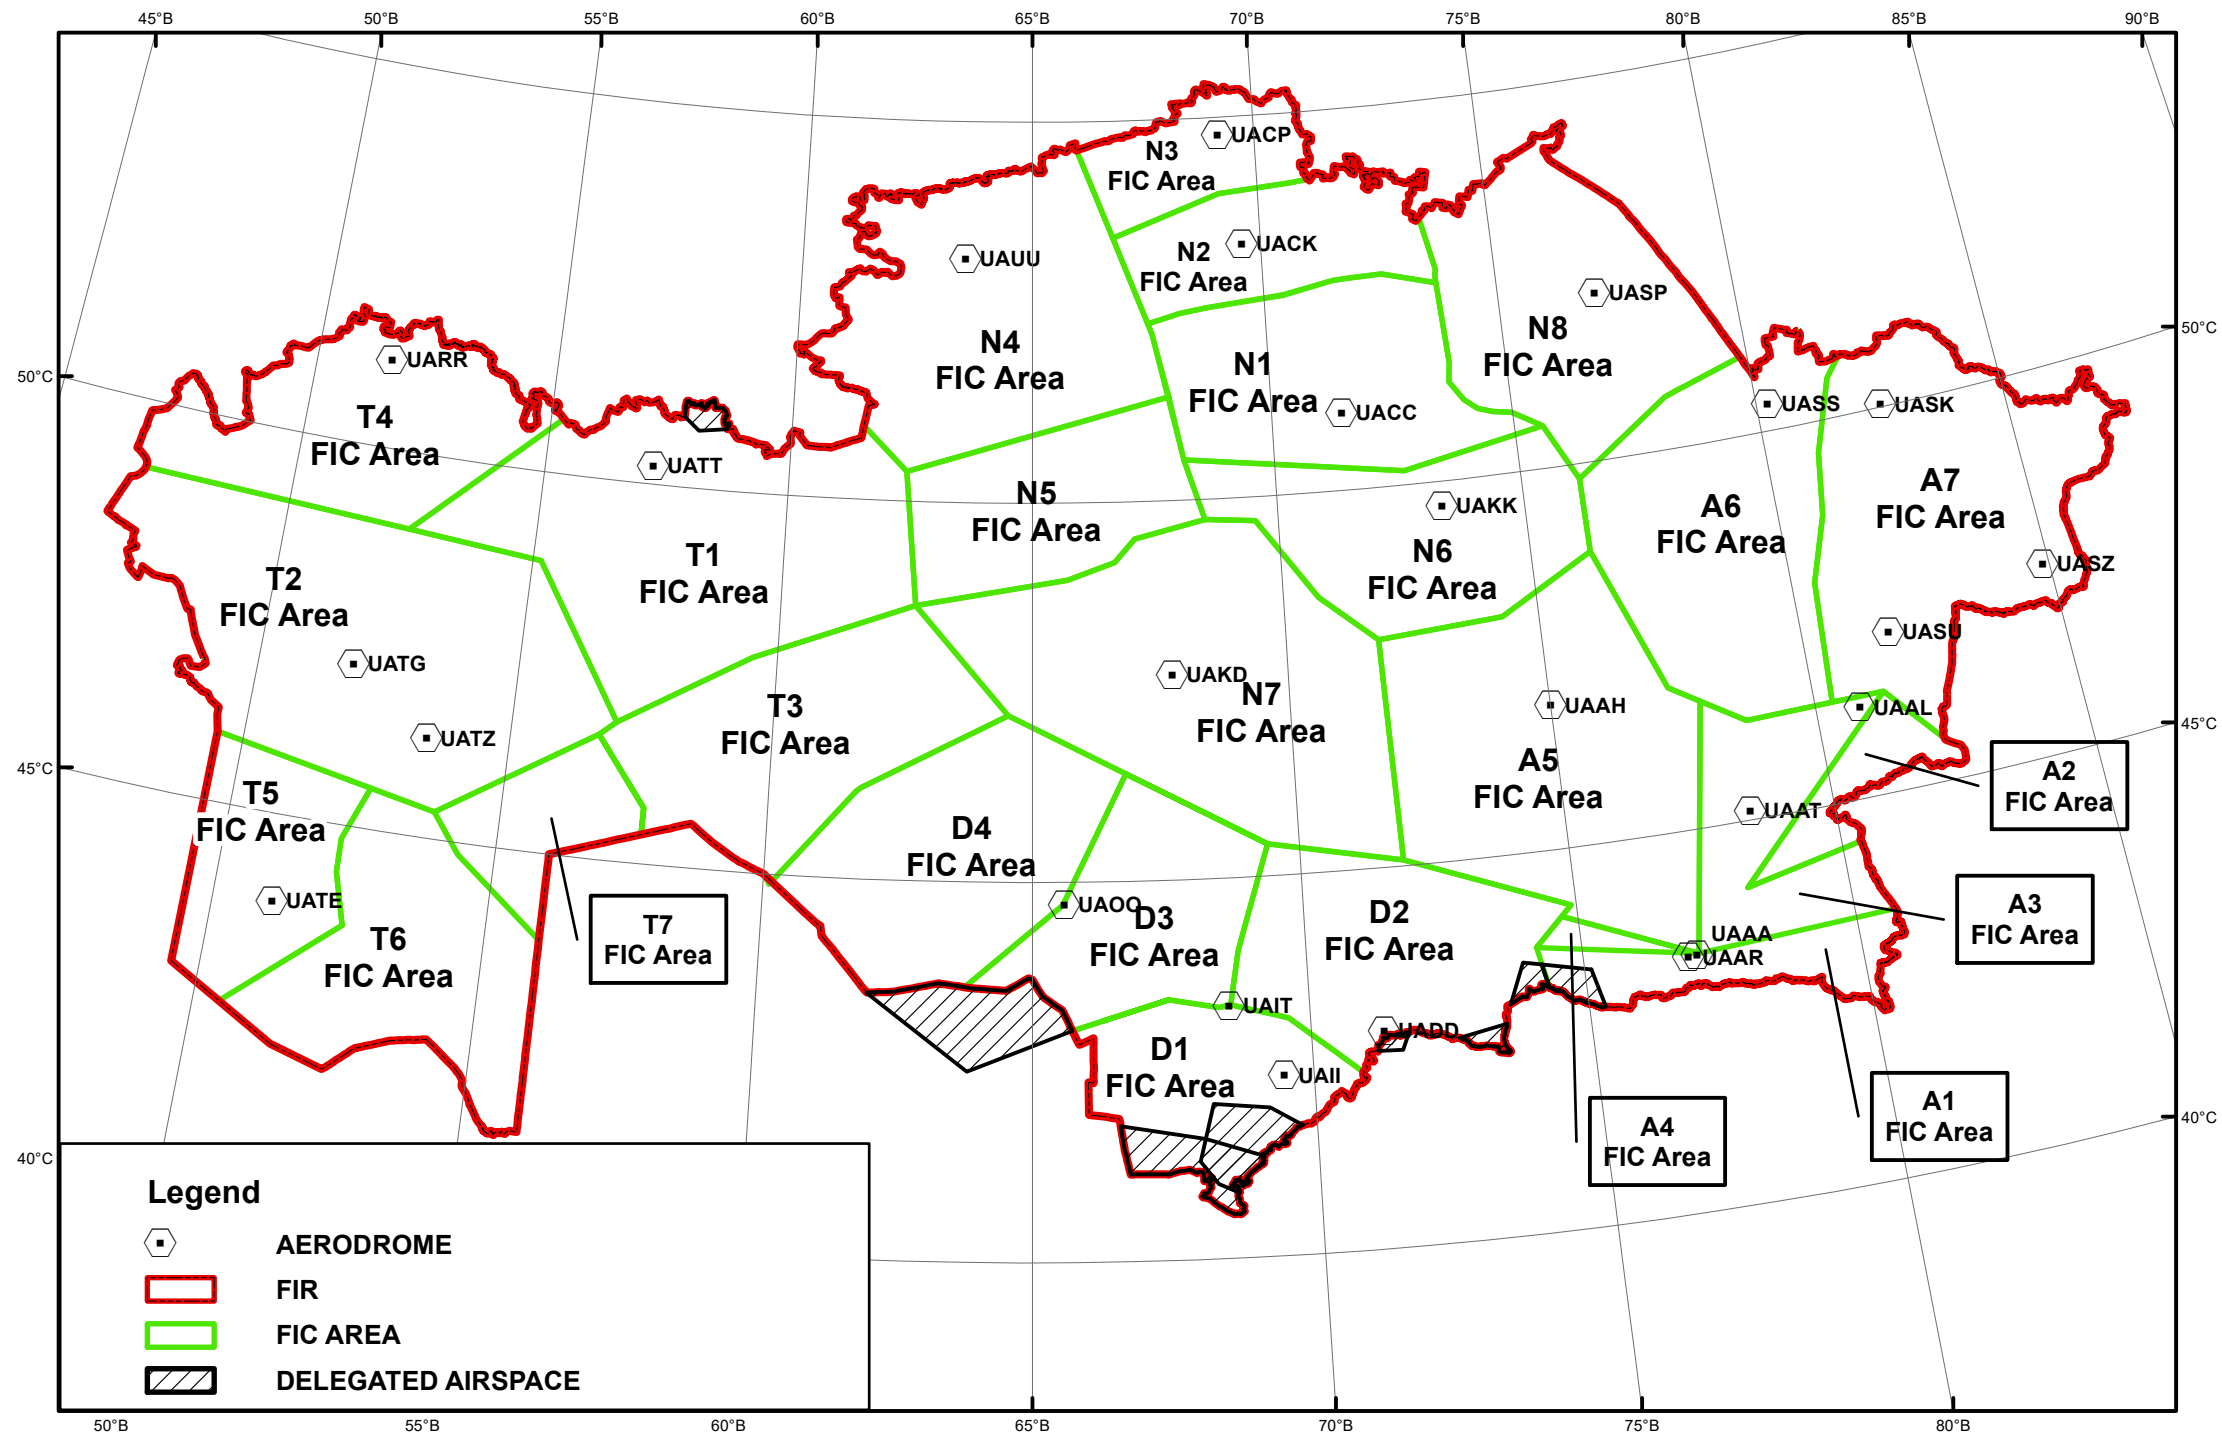 45°B 50°B 55°B 60°B 65°B 70°B 75°B 80°B 85°B 90°B
UACP
N3
FIC Area
UACK
N2
FIC Area
UAUU
UASP
50°C
N4
FIC Area
N8
FIC Area
N1
FIC Area
UACC
UARR
50°C
T4
FIC Area
UASS
UASK
UATT
A7
FIC Area
N5
FIC Area
UAKK
A6
FIC Area
T1
FIC Area
N6
FIC Area
UASZ
T2
FIC Area
UASU
UATG
UAKD
N7
FIC Area
T3
FIC Area
UAAH
UAAL
45°C
UATZ
45°C
A5
FIC Area
A2
FIC Area
T5
FIC Area
UAAT
D4
FIC Area
UATE
UAOO
D3
FIC Area
D2
FIC Area
A3
FIC Area
T7
FIC Area
T6
FIC Area
UAAA
UAAR
UAIT
UADD
D1
FIC Area
UAII
A1
FIC Area
A4
FIC Area
40°C
40°C
Legend
AERODROME
FIR
FIC AREA
DELEGATED AIRSPACE
50°B 55°B 60°B 65°B 70°B 75°B 80°B